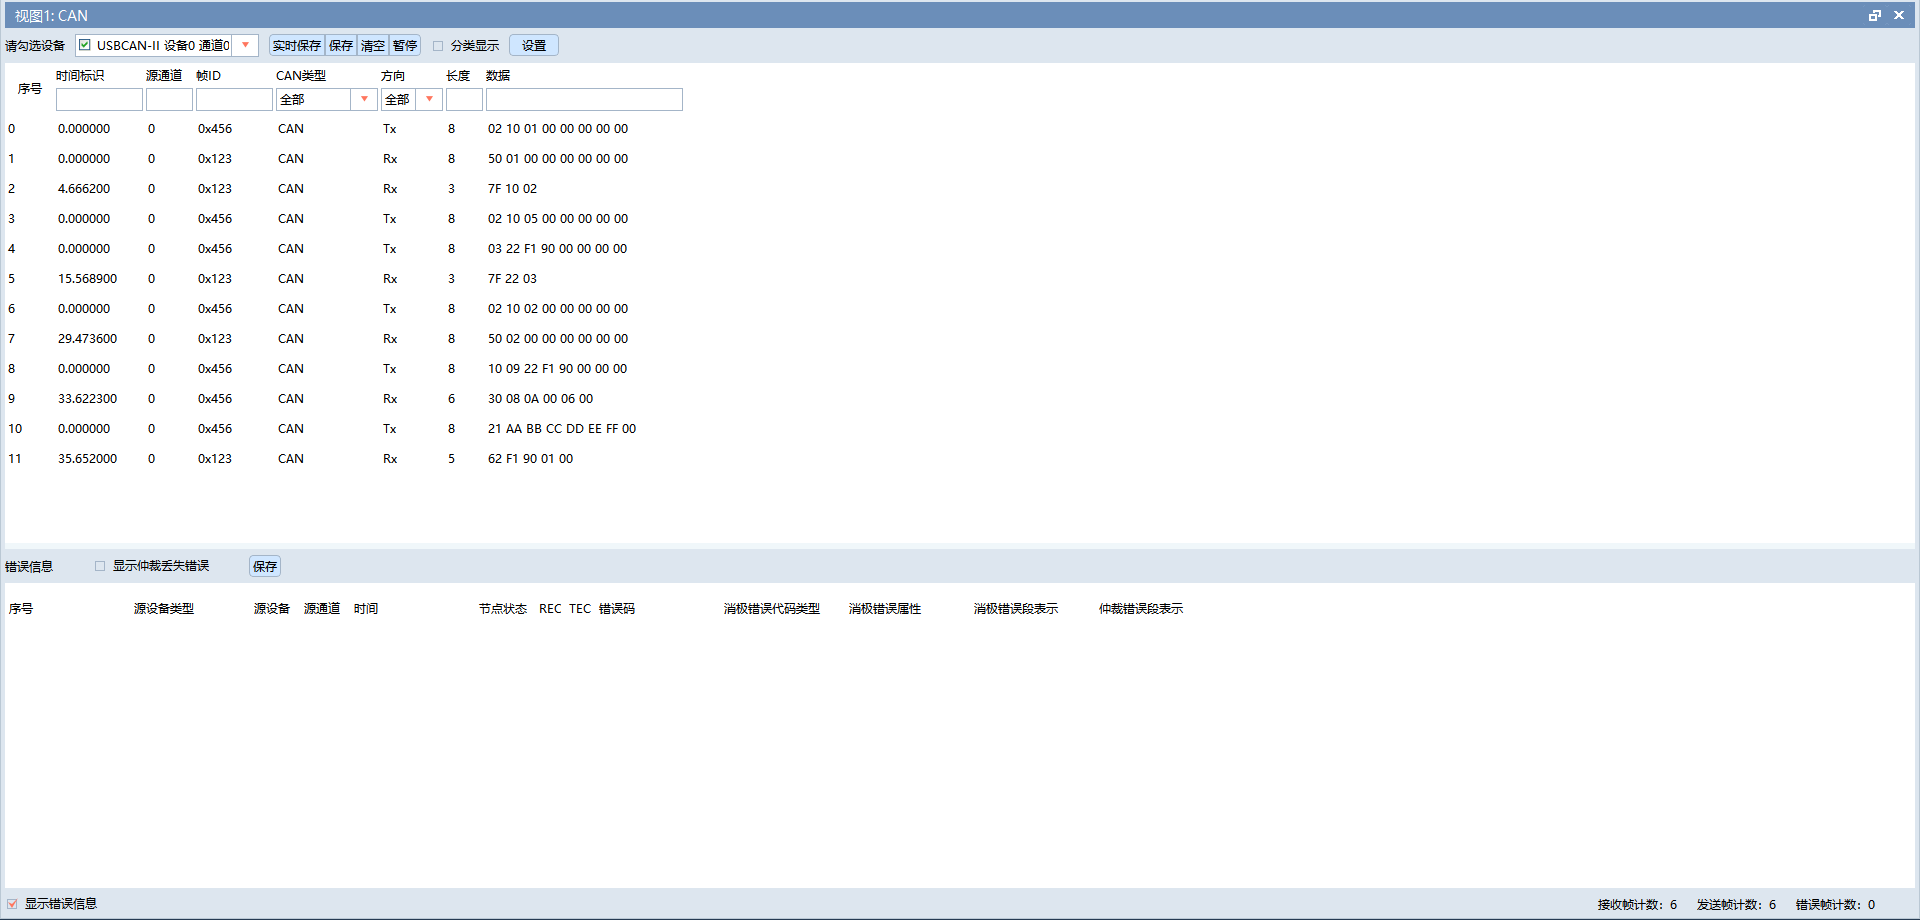 视图1: CAN
请勾选设备 USBCAN-II 设备0 通道0 实时保存 保存 清空 暂停 分类显示 设置
序号 时间标识 源通道 帧ID CAN类型 方向 长度 数据
全部 全部
0 0.000000 0 0x456 CAN Tx 8 02 10 01 00 00 00 00 00
1 0.000000 0 0x123 CAN Rx 8 50 01 00 00 00 00 00 00
2 4.666200 0 0x123 CAN Rx 3 7F 10 02
3 0.000000 0 0x456 CAN Tx 8 02 10 05 00 00 00 00 00
4 0.000000 0 0x456 CAN Tx 8 03 22 F1 90 00 00 00 00
5 15.568900 0 0x123 CAN Rx 3 7F 22 03
6 0.000000 0 0x456 CAN Tx 8 02 10 02 00 00 00 00 00
7 29.473600 0 0x123 CAN Rx 8 50 02 00 00 00 00 00 00
8 0.000000 0 0x456 CAN Tx 8 10 09 22 F1 90 00 00 00
9 33.622300 0 0x456 CAN Rx 6 30 08 0A 00 06 00
10 0.000000 0 0x456 CAN Tx 8 21 AA BB CC DD EE FF 00
11 35.652000 0 0x123 CAN Rx 5 62 F1 90 01 00
错误信息 显示仲裁丢失错误 保存
序号 源设备类型 源设备 源通道 时间 节点状态 REC TEC 错误码 消极错误代码类型 消极错误属性 消极错误段表示 仲裁错误段表示
显示错误信息 接收帧计数: 6 发送帧计数: 6 错误帧计数: 0